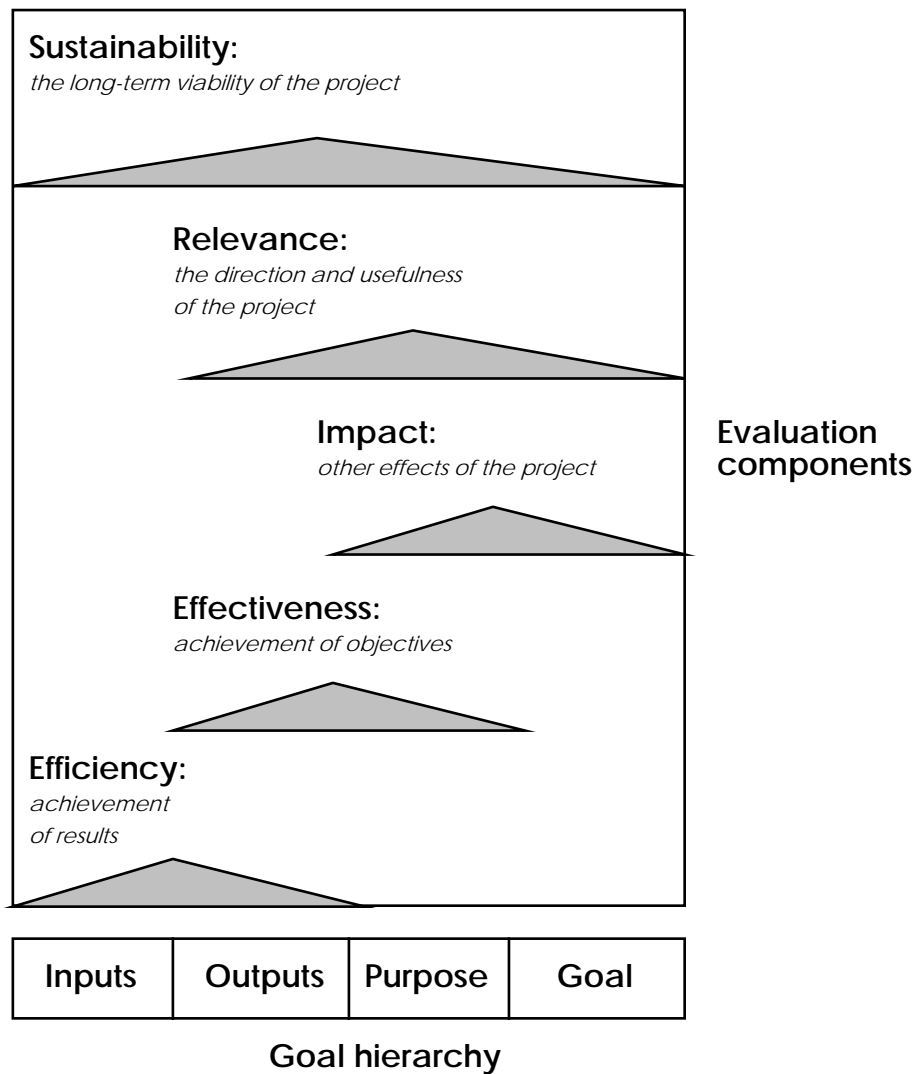 Sustainability:
the long-term viability of the project
Relevance:
the direction and usefulness
of the project
Impact:
other effects of the project
Evaluation
components
Effectiveness:
achievement of objectives
Efficiency:
achievement
of results
Inputs
Outputs
Purpose
Goal
Goal hierarchy